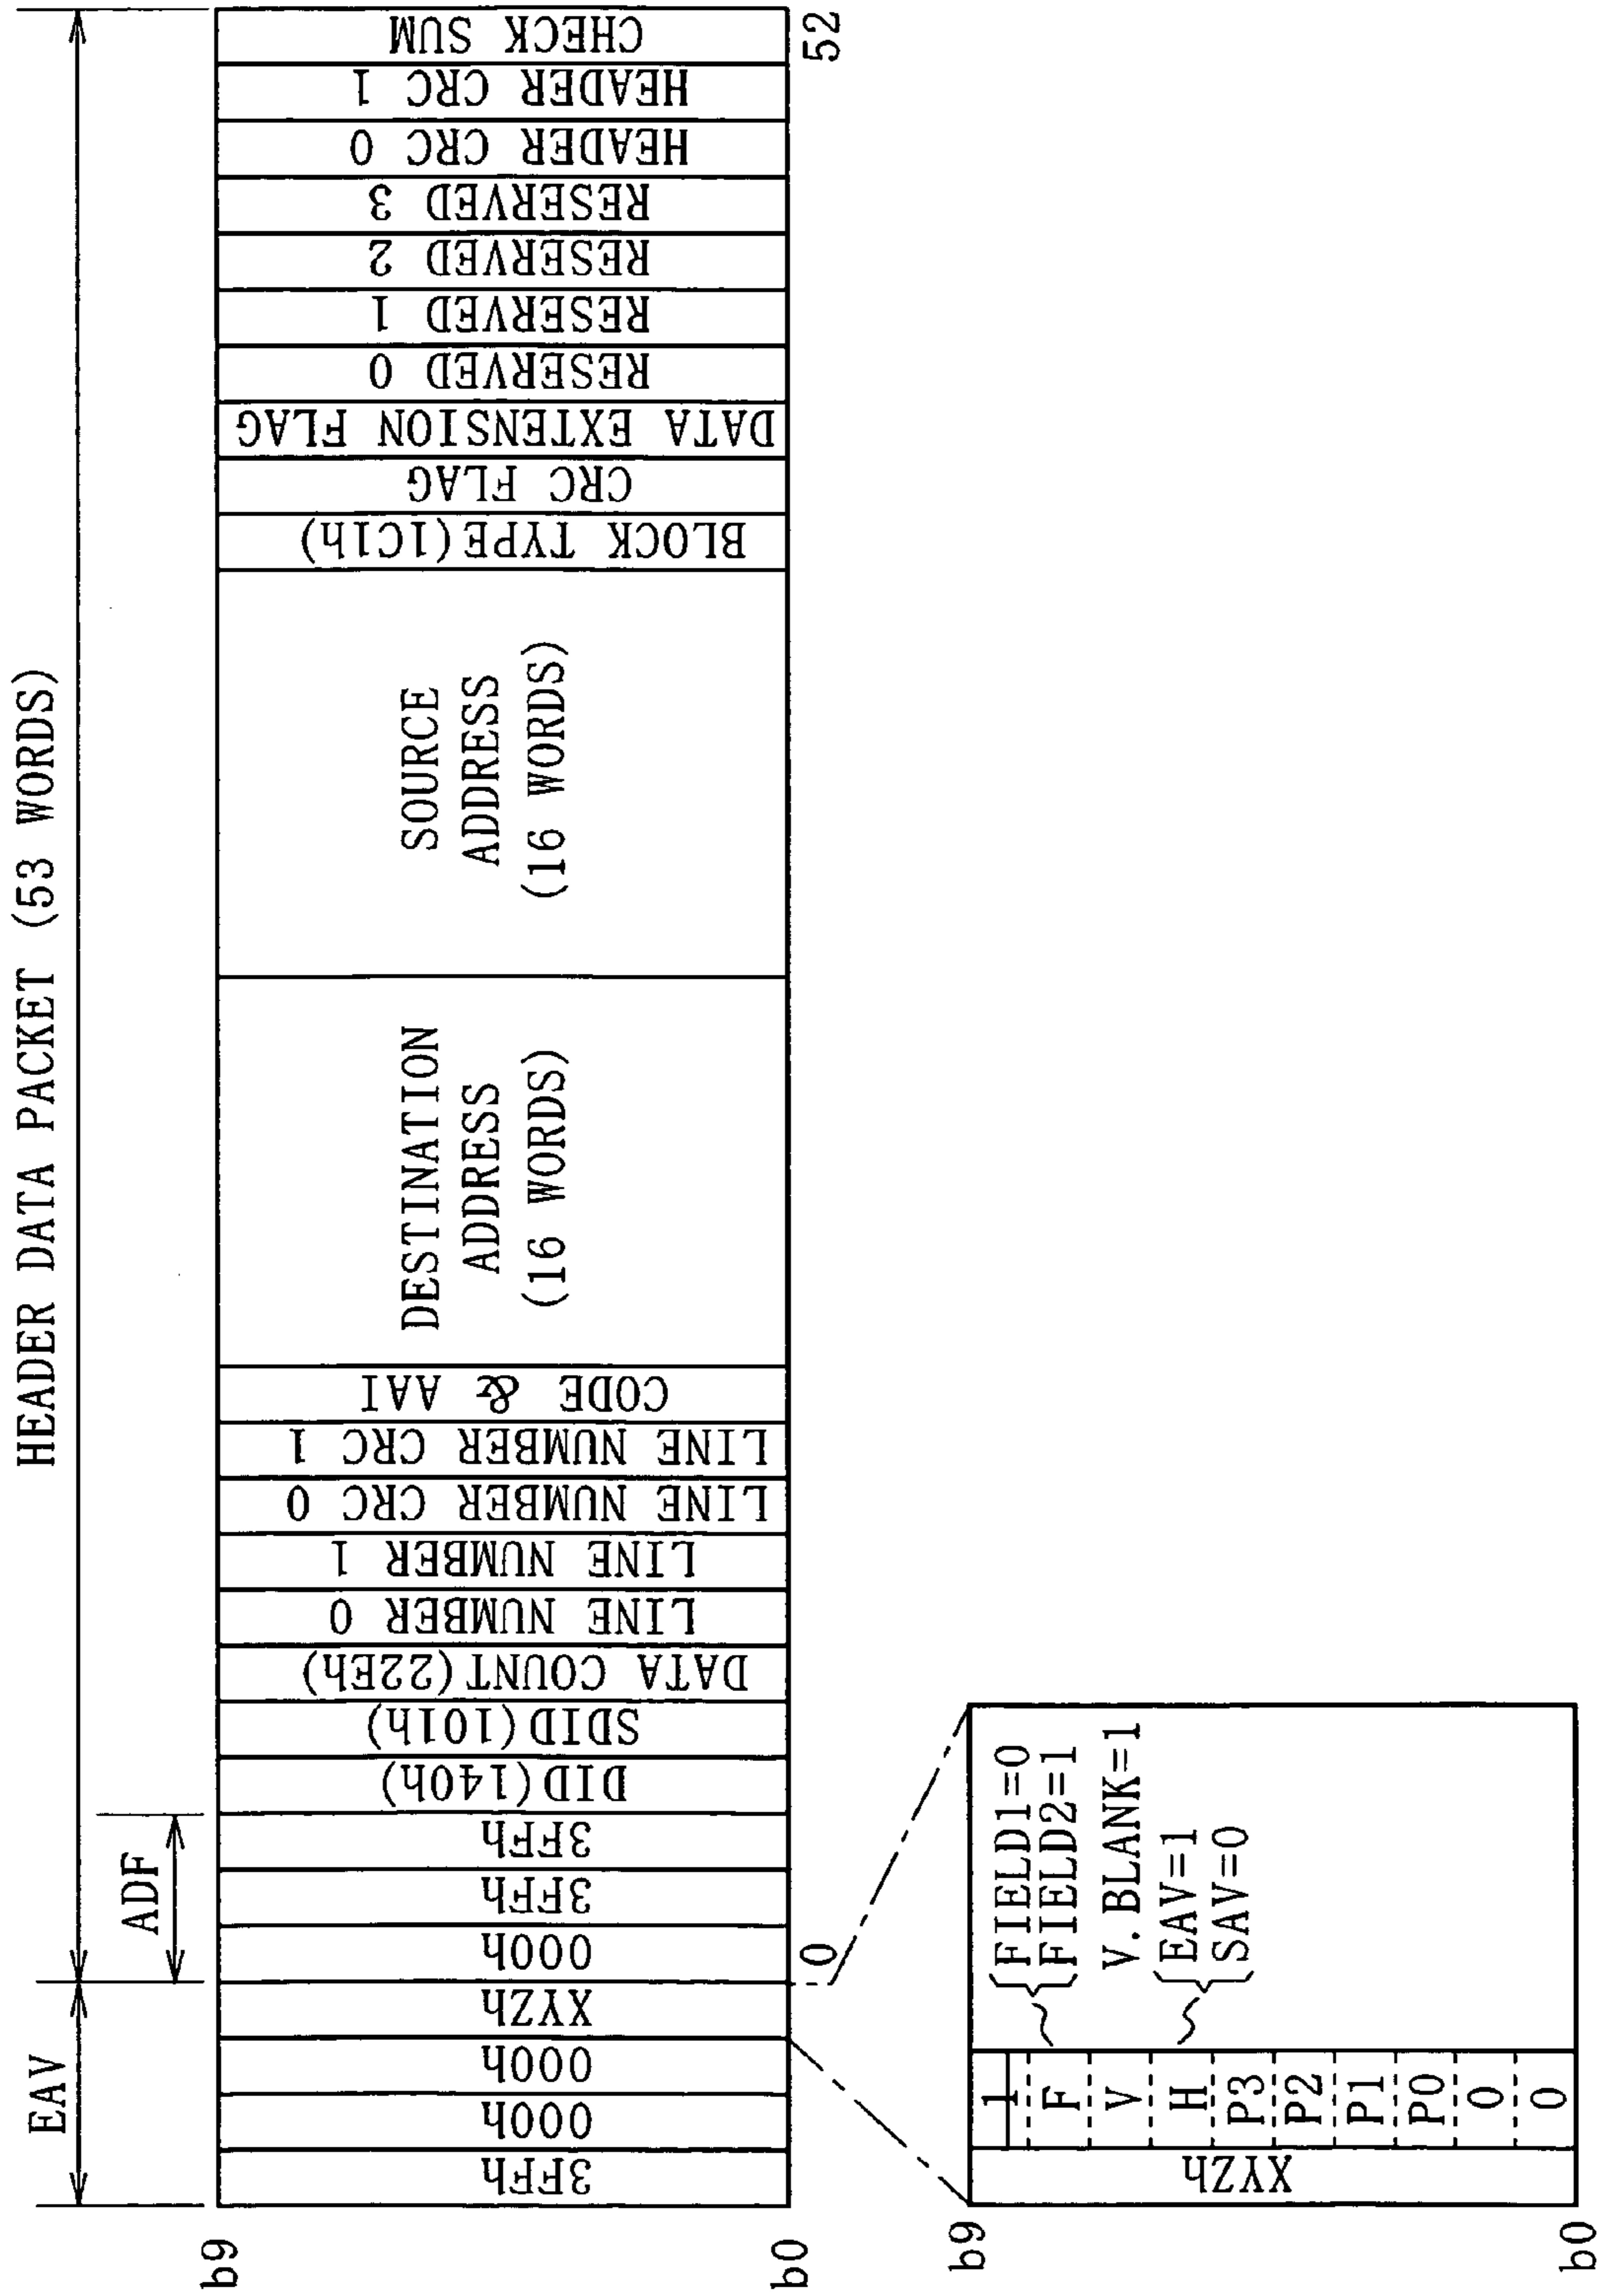 HEADER DATA PACKET (53 WORDS)
EAV
ADF
b9
b0
3FFh
000h
000h
XYZh
000h
3FFh
3FFh
DID(140h)
SDID(101h)
DATA COUNT(22Eh)
LINE NUMBER 0
LINE NUMBER 1
LINE NUMBER CRC 0
LINE NUMBER CRC 1
CODE & AAI
DESTINATION
ADDRESS
(16 WORDS)
SOURCE
ADDRESS
(16 WORDS)
BLOCK TYPE(1C1h)
CRC FLAG
DATA EXTENSION FLAG
RESERVED 0
RESERVED 1
RESERVED 2
RESERVED 3
HEADER CRC 0
HEADER CRC 1
CHECK SUM
0
52
b9
b0
XYZh
1
F
V
H
P3
P2
P1
P0
0
0
FIELD1=0
FIELD2=1
V.BLANK=1
EAV=1
SAV=0